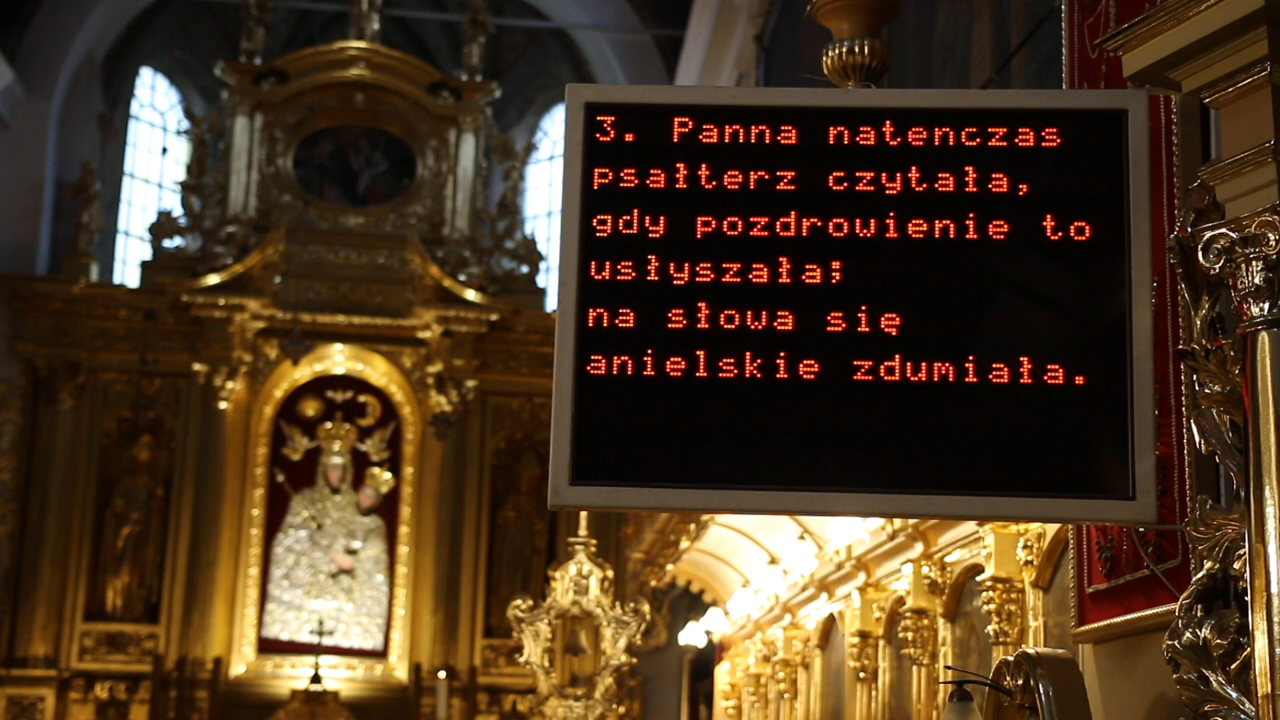 3. Panna natenczas
psałterz czytała,
gdy pozdrowienie to
usłyszała;
na słowa się
anielskie zdumiała.